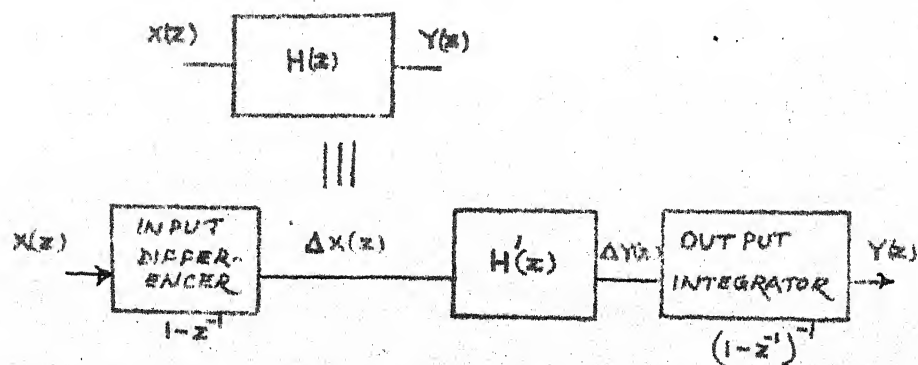 X(z)
H(z)
Y(z)
|||
X(z)
INPUT
DIFFER-
ENCER
1-z⁻¹
ΔX(z)
H'(z)
ΔY(z)
OUTPUT
INTEGRATOR
(1-z⁻¹)⁻¹
Y(z)